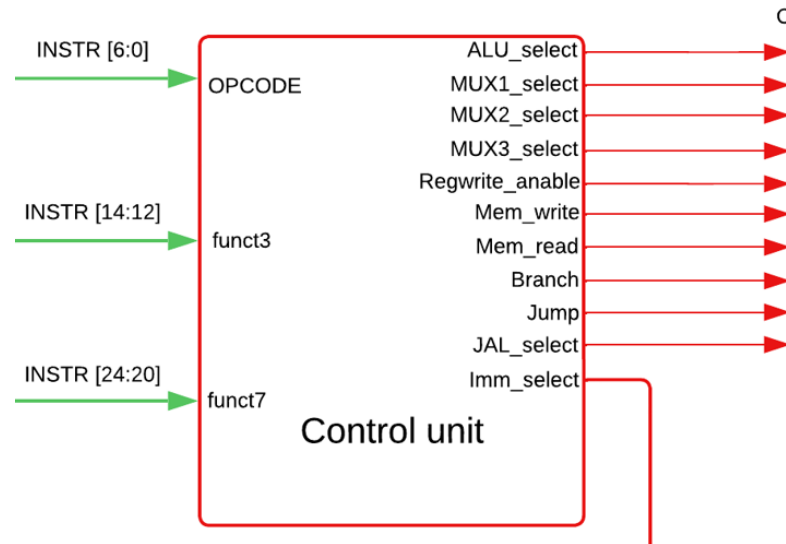 INSTR [6:0]
OPCODE
INSTR [14:12]
funct3
INSTR [24:20]
funct7
ALU_select
MUX1_select
MUX2_select
MUX3_select
Regwrite_anable
Mem_write
Mem_read
Branch
Jump
JAL_select
Imm_select
Control unit